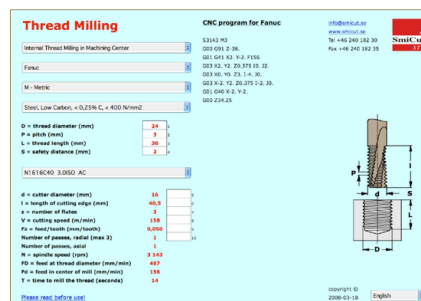 Thread Milling
Internal Thread Milling in Machining Center
Fanuc
M - Metric
Steel, Low Carbon, < 0,25% C, < 400 N/mm2
D = thread diameter (mm) 24
P = pitch (mm) 3
L = thread length (mm) 36
S = safety distance (mm) 2
N1616C40 3.0ISO AC
d = cutter diameter (mm) 16
l = length of cutting edge (mm) 40,5
z = number of flutes 3
V = cutting speed (m/min) 158
Fz = feed/tooth (mm/tooth) 0,050
Number of passes, radial (max 3) 1
Number of passes, axial 1
N = spindle speed (rpm) 3 143
FD = feed at thread diameter (mm/min) 467
Fd = feed in center of mill (mm/min) 156
T = time to mill the thread (seconds) 14
Please read before use!
CNC program for Fanuc
S3143 M3
G00 G91 Z-38.
G01 G41 X2. Y-2. F156
G03 X2. Y2. Z0.375 I0. J2.
G03 X0. Y0. Z3. I-4. J0.
G03 X-2. Y2. Z0.375 I-2. J0.
G01 G40 X-2. Y-2.
G00 Z34.25
info@smicut.se
www.smicut.se
Tel +46 240 182 30
Fax +46 240 182 35
SmiCut
P
d
l
S
L
D
copyright ©
2008-03-18
English